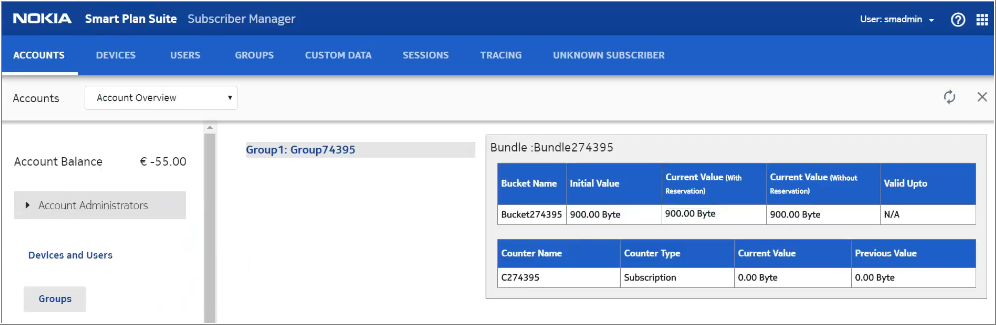 NOKIA Smart Plan Suite Subscriber Manager User: smadmin
ACCOUNTS DEVICES USERS GROUPS CUSTOM DATA SESSIONS TRACING UNKNOWN SUBSCRIBER
Accounts Account Overview
Account Balance € -55.00
Account Administrators
Devices and Users
Groups
Group1: Group74395
Bundle :Bundle274395
Bucket Name Initial Value Current Value (With Reservation) Current Value (Without Reservation) Valid Upto
Bucket274395 900.00 Byte 900.00 Byte 900.00 Byte N/A
Counter Name Counter Type Current Value Previous Value
C274395 Subscription 0.00 Byte 0.00 Byte